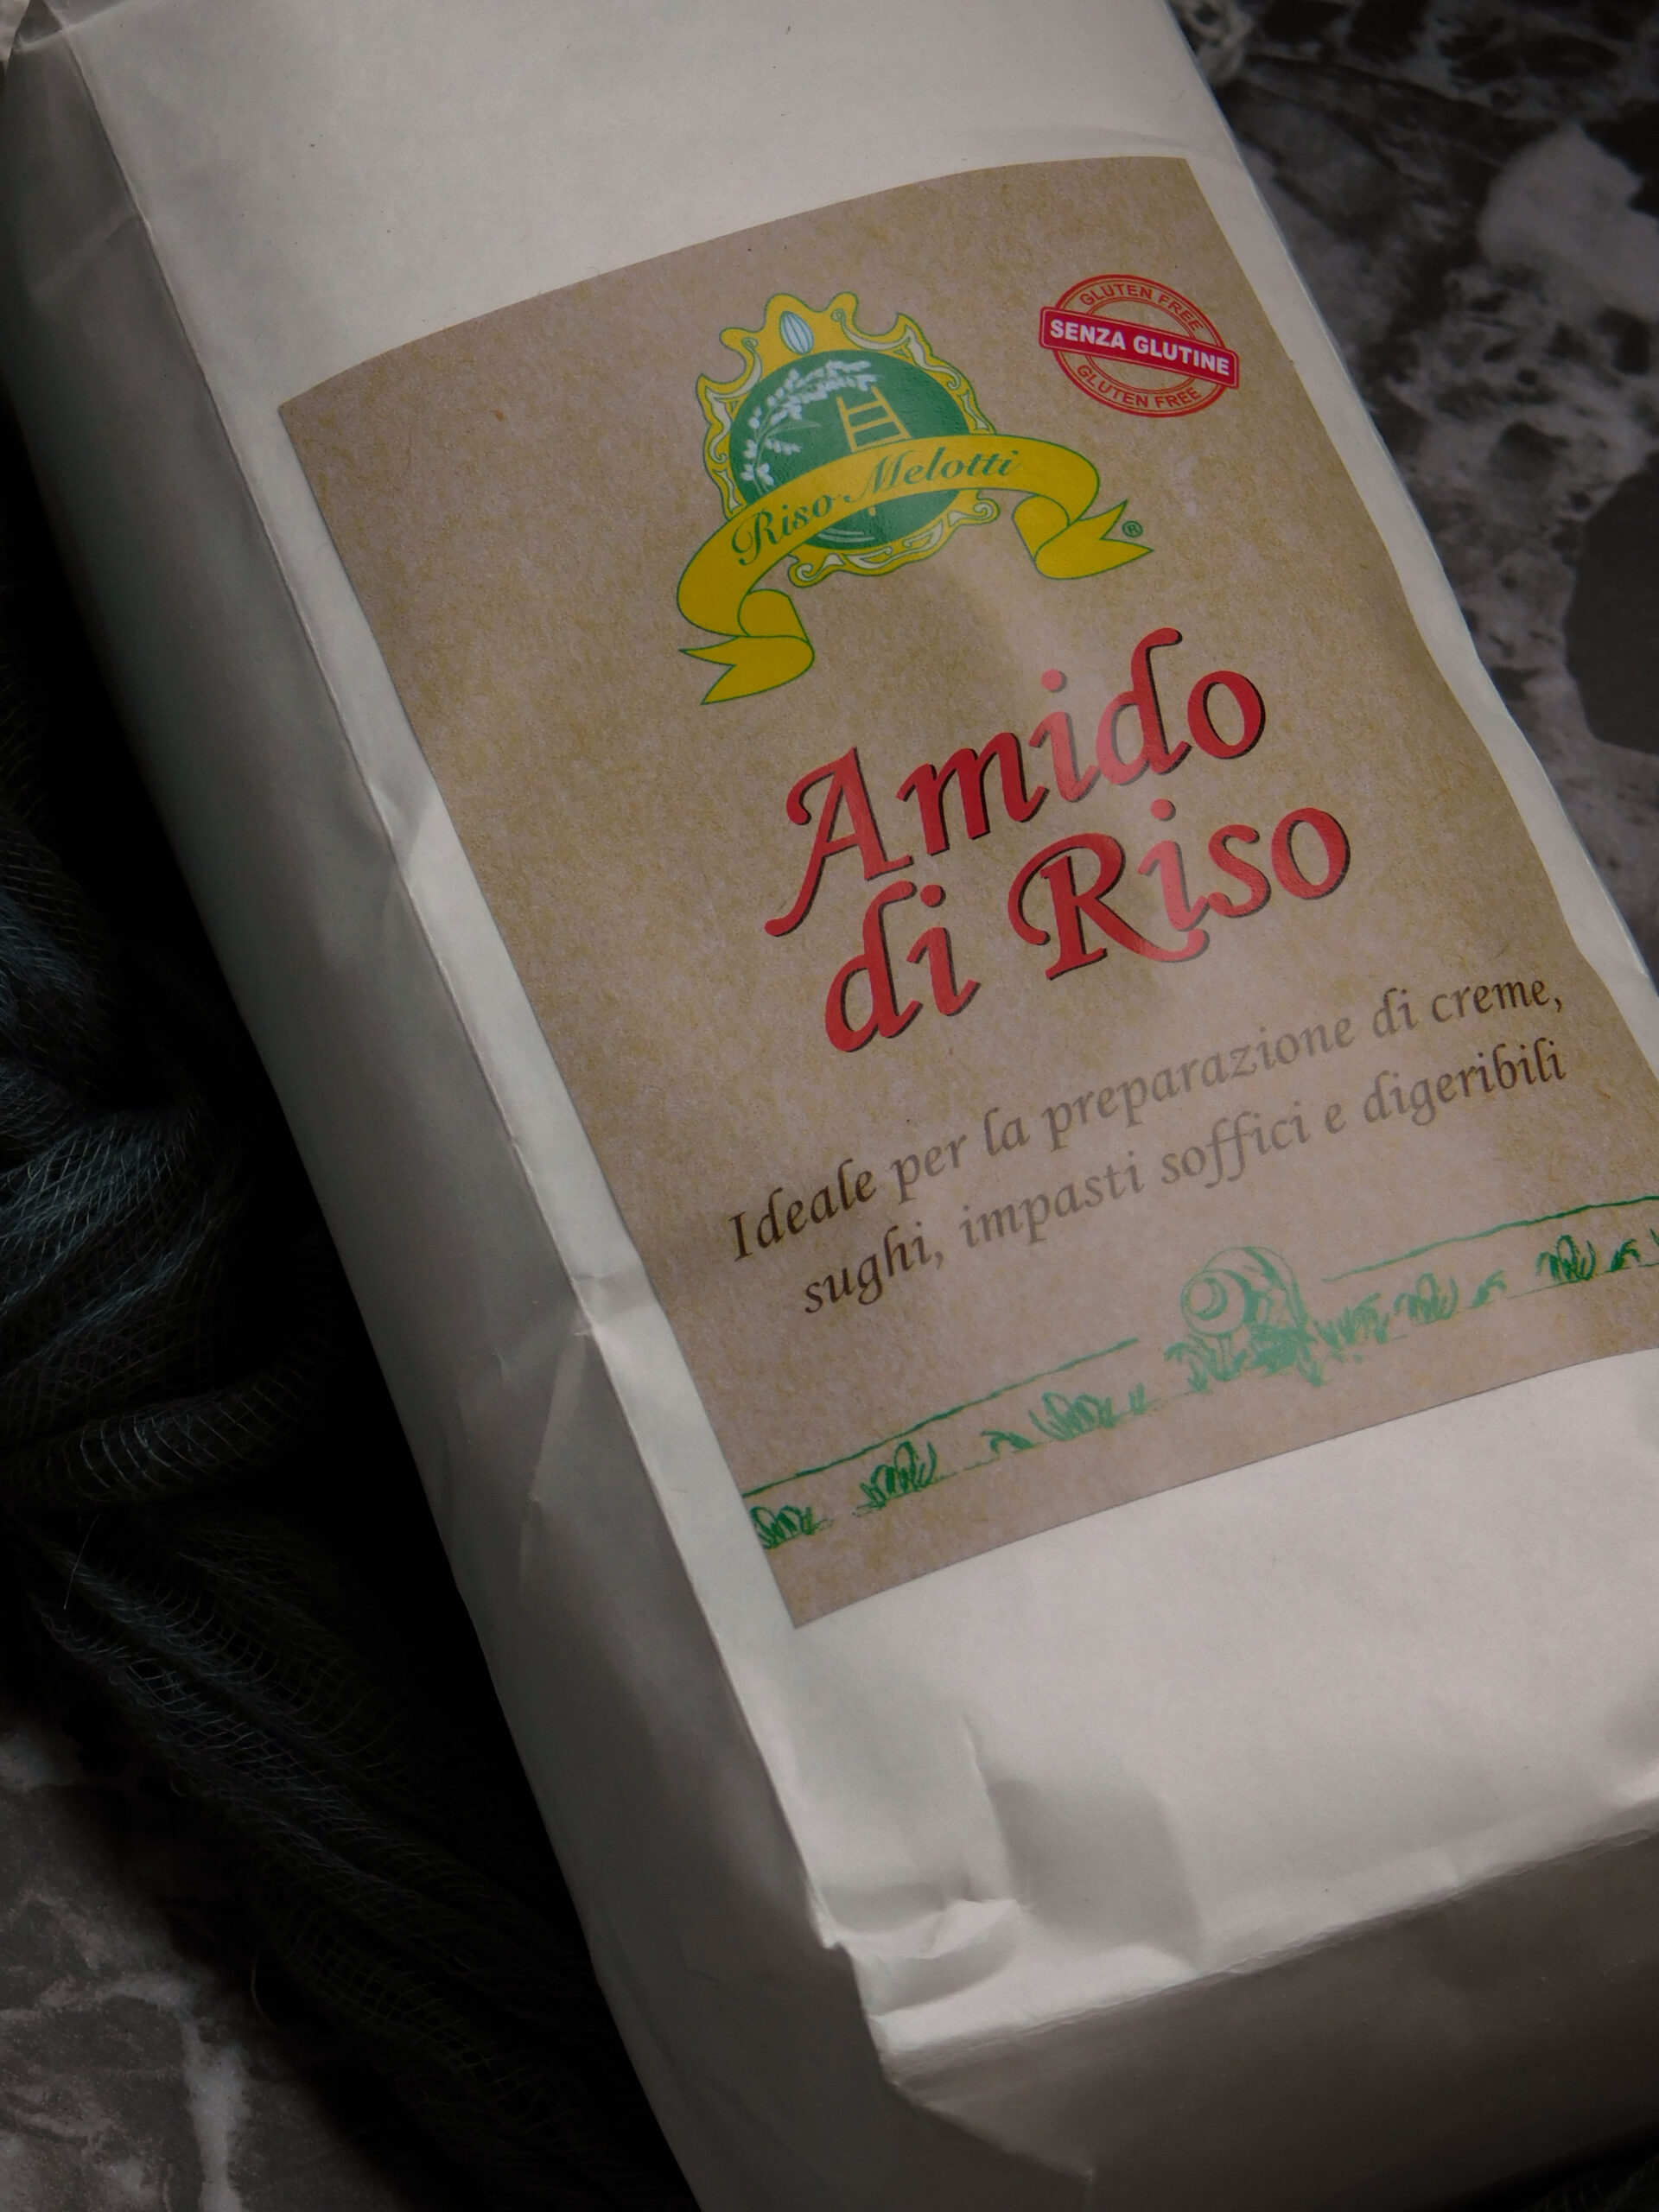 GLUTEN FREE
SENZA GLUTINE
GLUTEN FREE
Riso Melotti
®
Amido
di Riso
Ideale per la preparazione di creme,
sughi, impasti soffici e digeribili